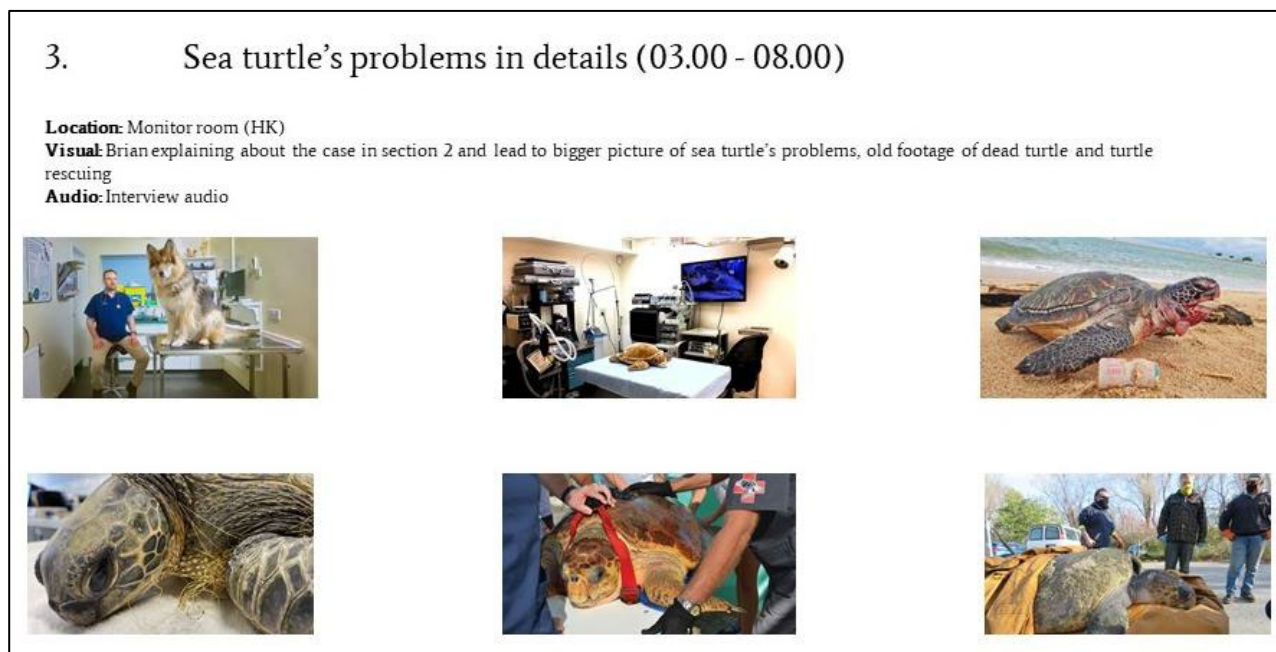 3. Sea turtle’s problems in details (03.00 - 08.00)
Location: Monitor room (HK)
Visual: Brian explaining about the case in section 2 and lead to bigger picture of sea turtle’s problems, old footage of dead turtle and turtle
rescuing
Audio: Interview audio